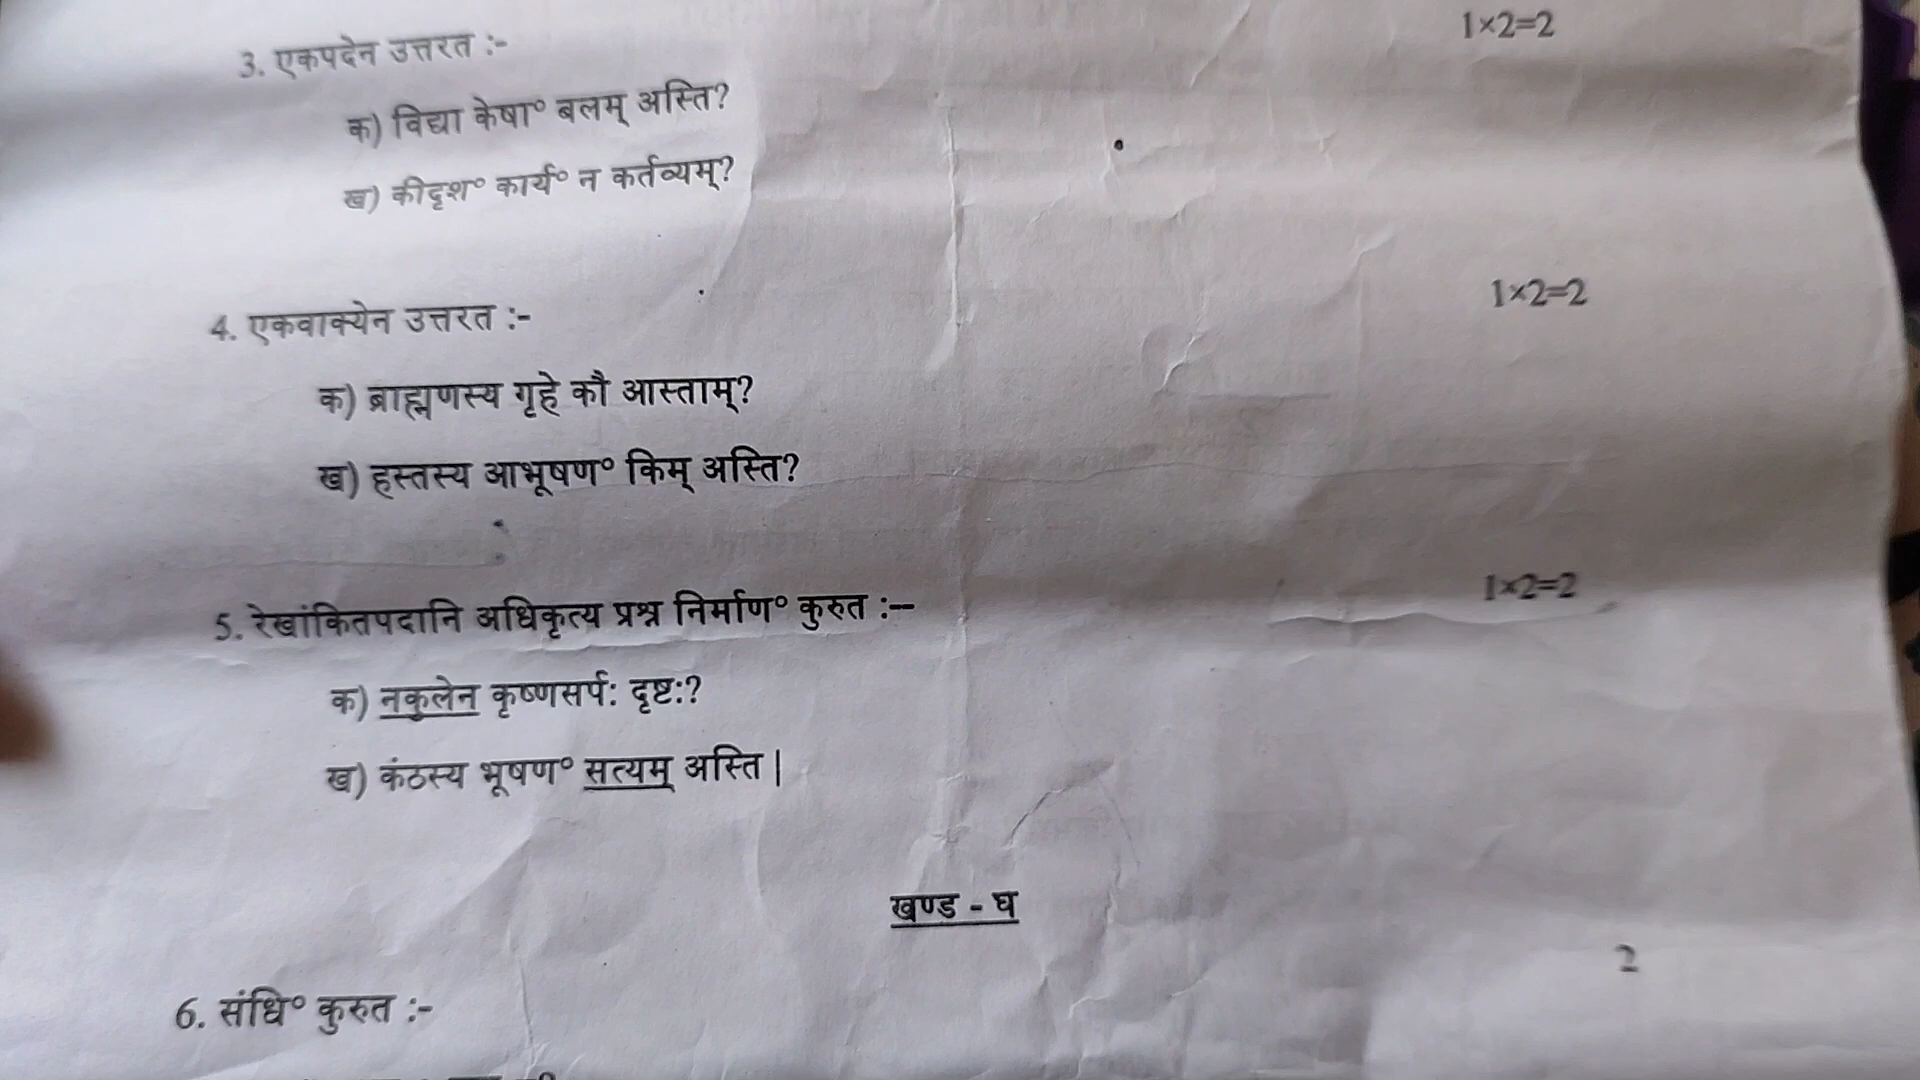 1×2=2
3. एकपदेन उत्तरत :-
क) विद्या केषा॰ बलम् अस्ति?
ख) कीदृश॰ कार्य॰ न कर्तव्यम्?
1×2=2
4. एकवाक्येन उत्तरत :-
क) ब्राह्मणस्य गृहे कौ आस्ताम्?
ख) हस्तस्य आभूषण॰ किम् अस्ति?
1×2=2
5. रेखांकितपदानि अधिकृत्य प्रश्न निर्माण॰ कुरुत :--
क) नकुलेन कृष्णसर्प: दृष्ट:?
ख) कंठस्य भूषण॰ सत्यम् अस्ति |
खण्ड - घ
2
6. संधि॰ कुरुत :-